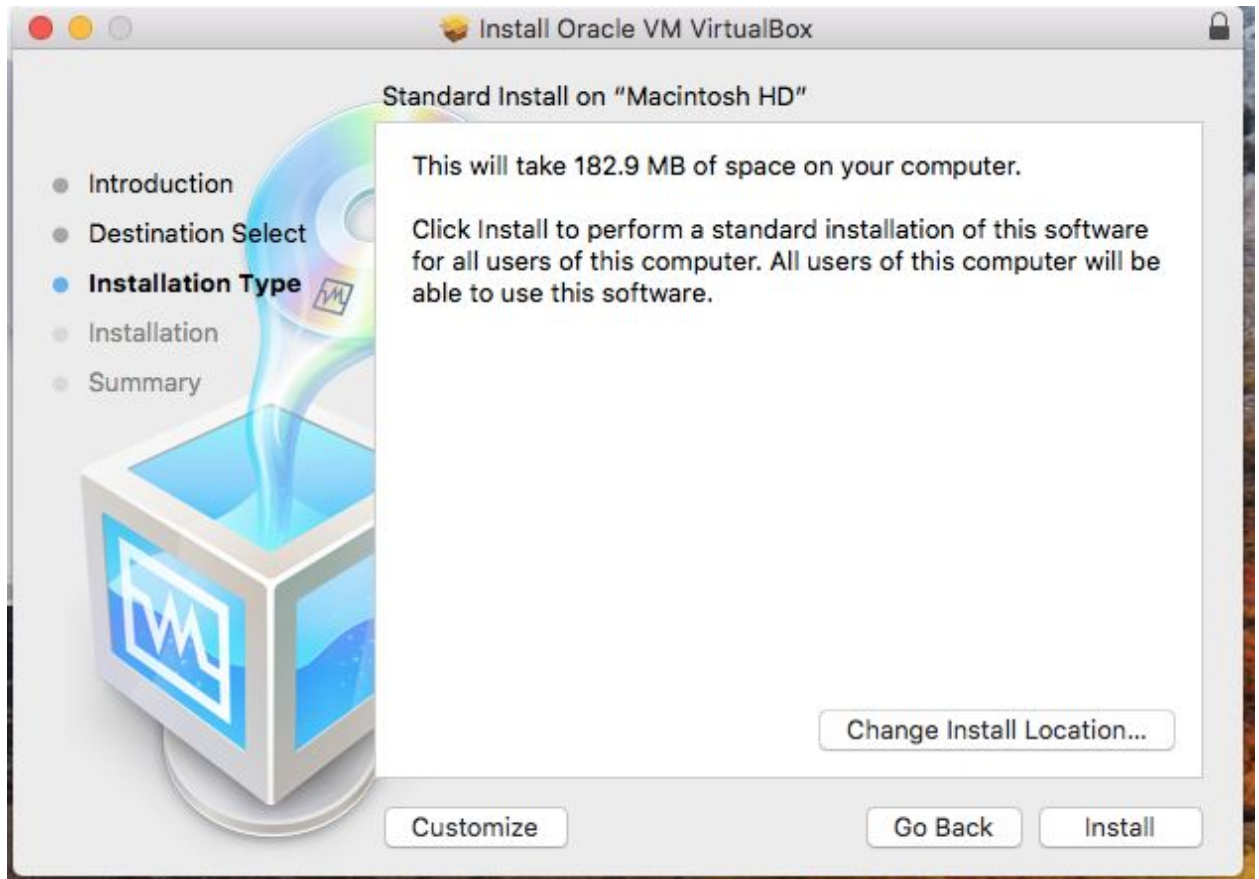 Install Oracle VM VirtualBox
Standard Install on “Macintosh HD”
Introduction
Destination Select
Installation Type
Installation
Summary
This will take 182.9 MB of space on your computer.
Click Install to perform a standard installation of this software
for all users of this computer. All users of this computer will be
able to use this software.
Change Install Location...
Customize
Go Back
Install